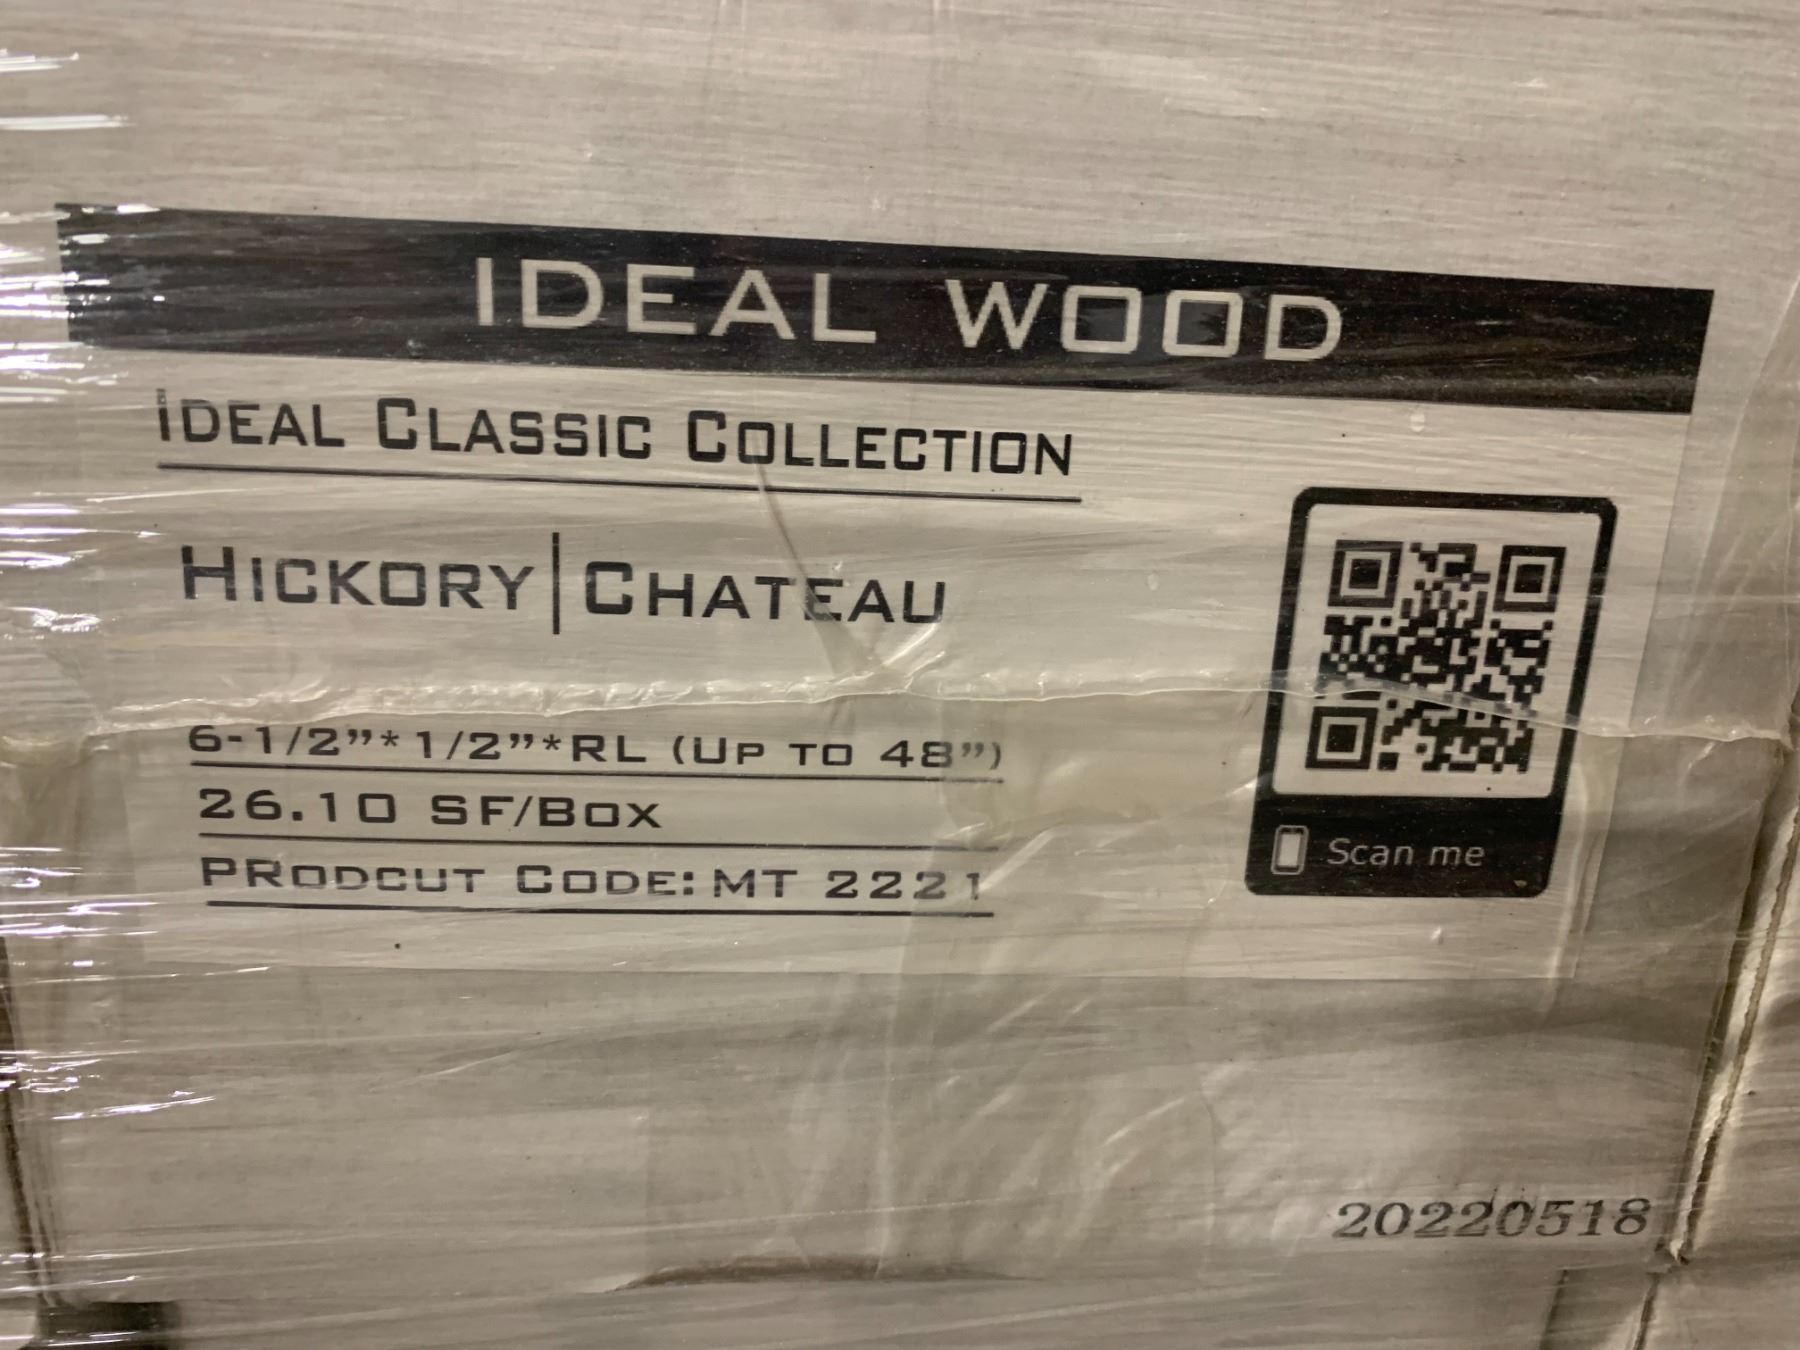 IDEAL WOOD
IDEAL CLASSIC COLLECTION
HICKORY | CHATEAU
6-1/2”*1/2”*RL (UP TO 48”)
26.10 SF/BOX
PRODCUT CODE: MT 2221
Scan me
20220518